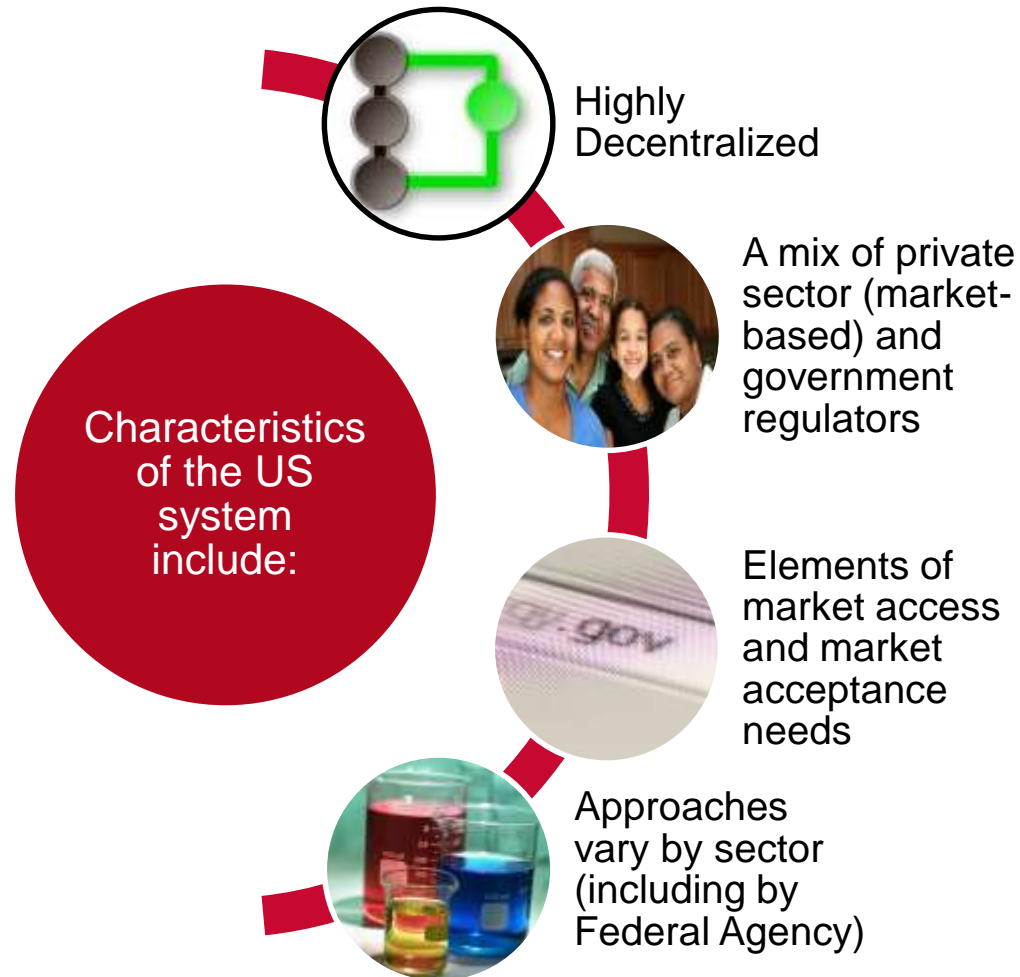 Highly
Decentralized
A mix of private
sector (market-
based) and
government
regulators
Characteristics
of the US
system
include:
.gov
Elements of
market access
and market
acceptance
needs
Approaches
vary by sector
(including by
Federal Agency)